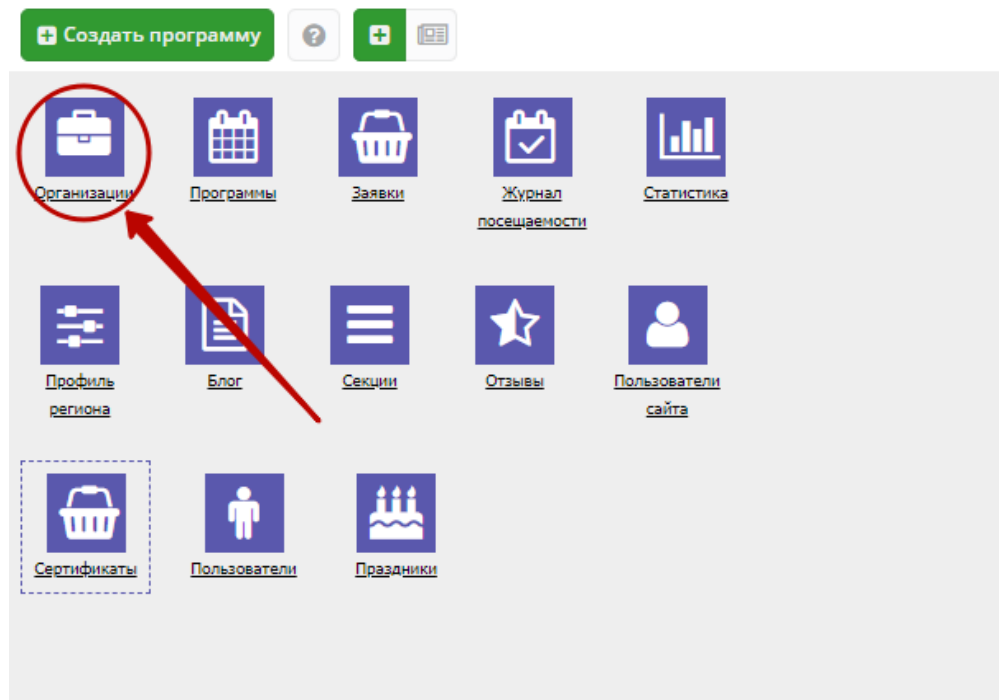 Создать программу
Организации
Программы
Заявки
Журнал
посещаемости
Статистика
Профиль
региона
Блог
Секции
Отзывы
Пользователи
сайта
Сертификаты
Пользователи
Праздники